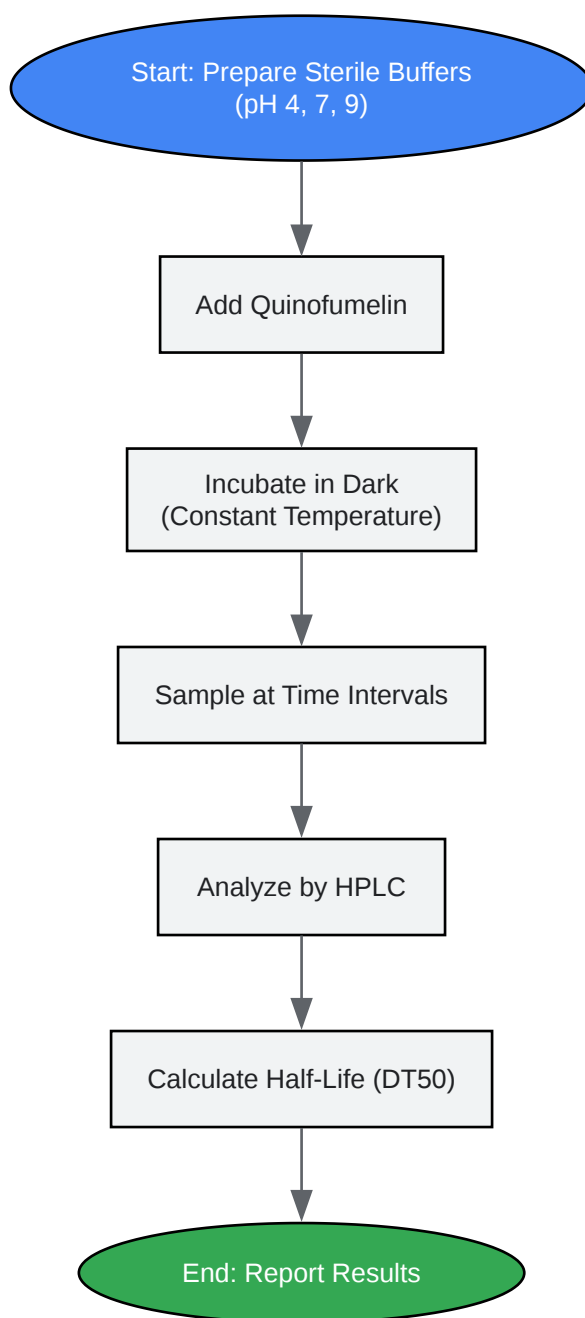 Start: Prepare Sterile Buffers
(pH 4, 7, 9)
Add Quinofumelin
Incubate in Dark
(Constant Temperature)
Sample at Time Intervals
Analyze by HPLC
Calculate Half-Life (DT50)
End: Report Results